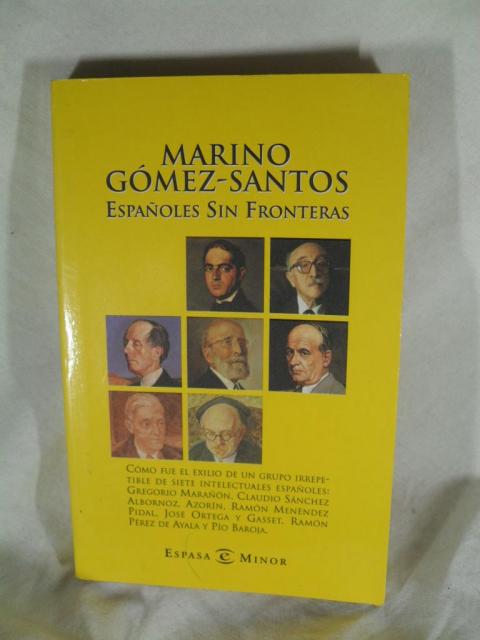 MARINO
GÓMEZ-SANTOS
ESPAÑOLES SIN FRONTERAS
CÓMO FUE EL EXILIO DE UN GRUPO IRREPE-
TIBLE DE SIETE INTELECTUALES ESPAÑOLES:
GREGORIO MARAÑÓN, CLAUDIO SÁNCHEZ
ALBORNOZ, AZORÍN, RAMÓN MENÉNDEZ
PIDAL, JOSÉ ORTEGA Y GASSET, RAMÓN
PÉREZ DE AYALA Y PÍO BAROJA.
ESPASA e MINOR